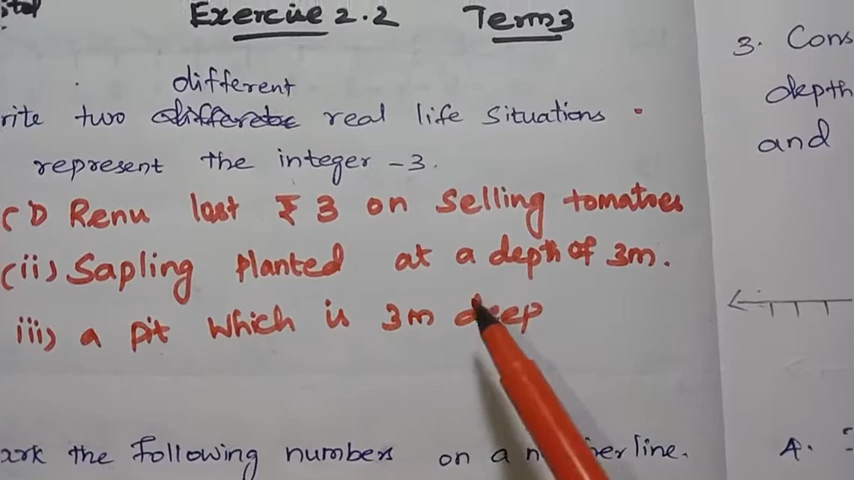 Exercise 2.2 Term3
different
rite two real life situations
represent the integer -3.
(i) Renu lost ₹ 3 on selling tomatoes
(ii) Sapling planted at a depth of 3m.
iii) a pit which is 3m deep
ark the following numbers on a n erline.
3. Cons
depth
and
4.